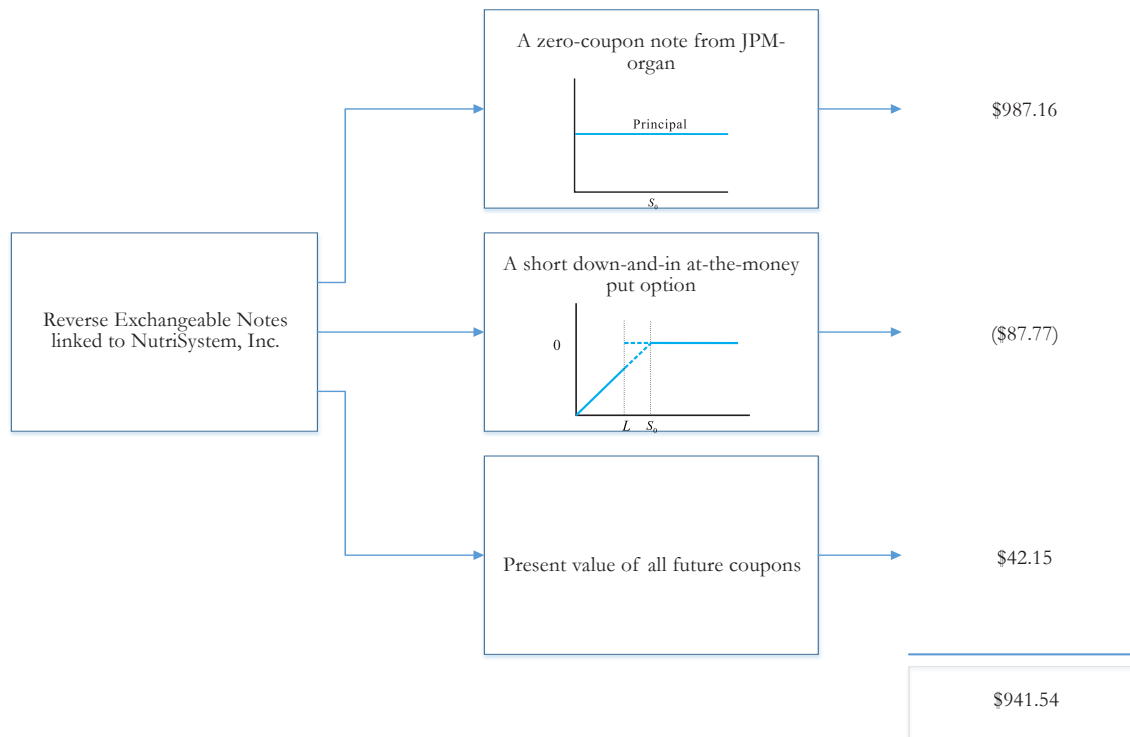 A zero-coupon note from JPM-
organ
Principal
S₀
$987.16
Reverse Exchangeable Notes
linked to NutriSystem, Inc.
A short down-and-in at-the-money
put option
0
L S₀
($87.77)
Present value of all future coupons
$42.15
$941.54